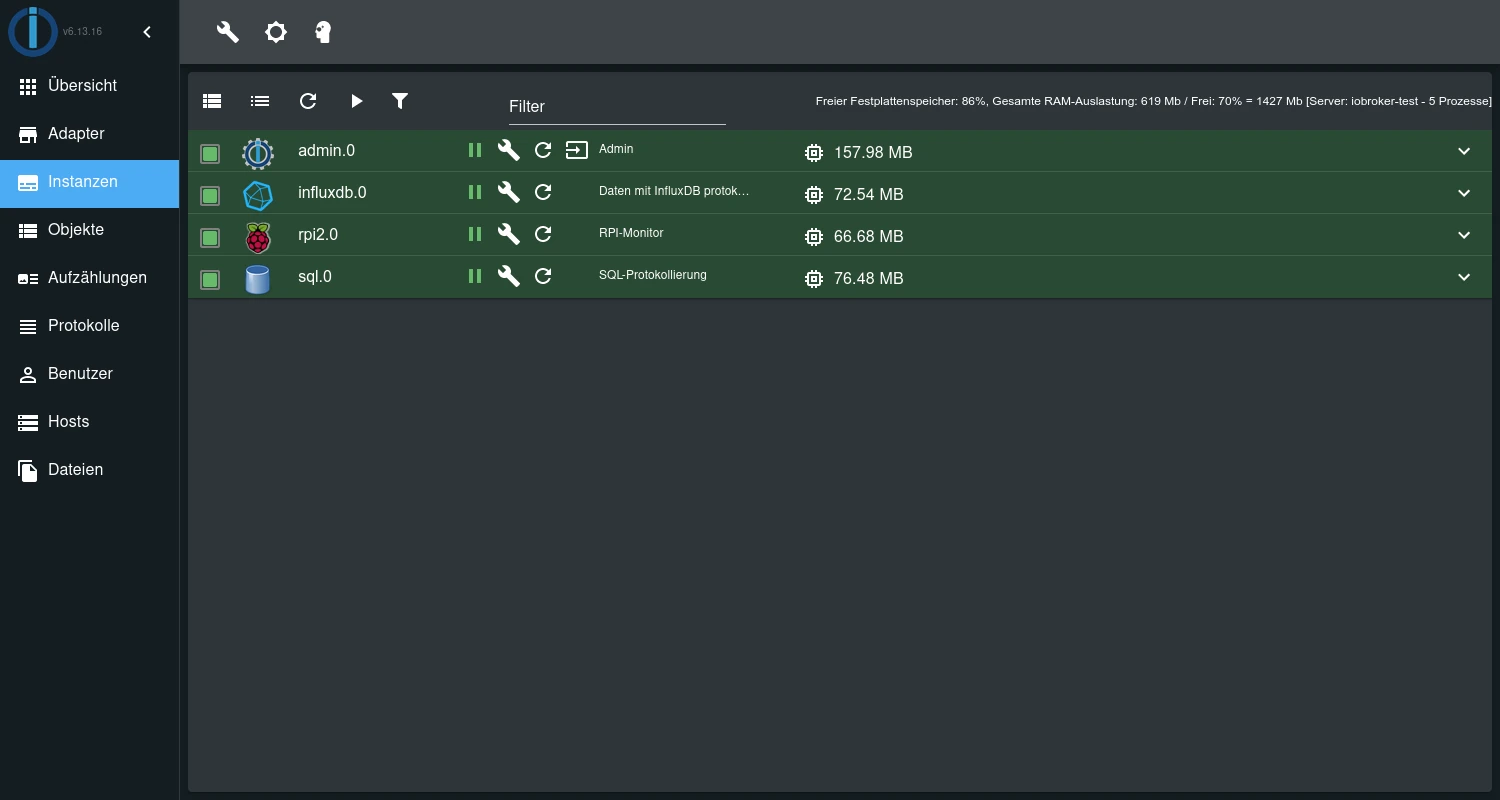 v6.13.16
Übersicht
Adapter
Instanzen
Objekte
Aufzählungen
Protokolle
Benutzer
Hosts
Dateien
Filter
Freier Festplattenspeicher: 86%, Gesamte RAM-Auslastung: 619 Mb / Frei: 70% = 1427 Mb [Server: iobroker-test - 5 Prozesse]
admin.0 Admin 157.98 MB
influxdb.0 Daten mit InfluxDB protok... 72.54 MB
rpi2.0 RPI-Monitor 66.68 MB
sql.0 SQL-Protokollierung 76.48 MB